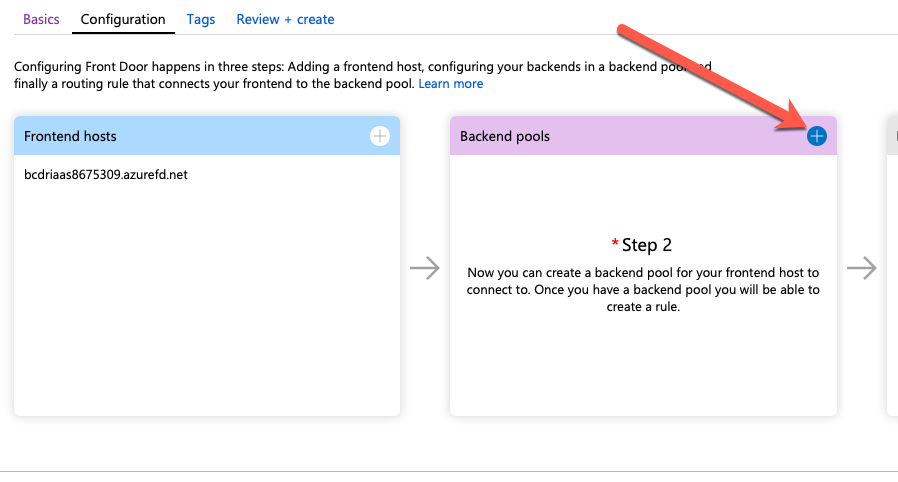 Basics Configuration Tags Review + create
Configuring Front Door happens in three steps: Adding a frontend host, configuring your backends in a backend pool
finally a routing rule that connects your frontend to the backend pool. Learn more
Frontend hosts
bcdriaas8675309.azurefd.net
Backend pools
* Step 2
Now you can create a backend pool for your frontend host to
connect to. Once you have a backend pool you will be able to
create a rule.